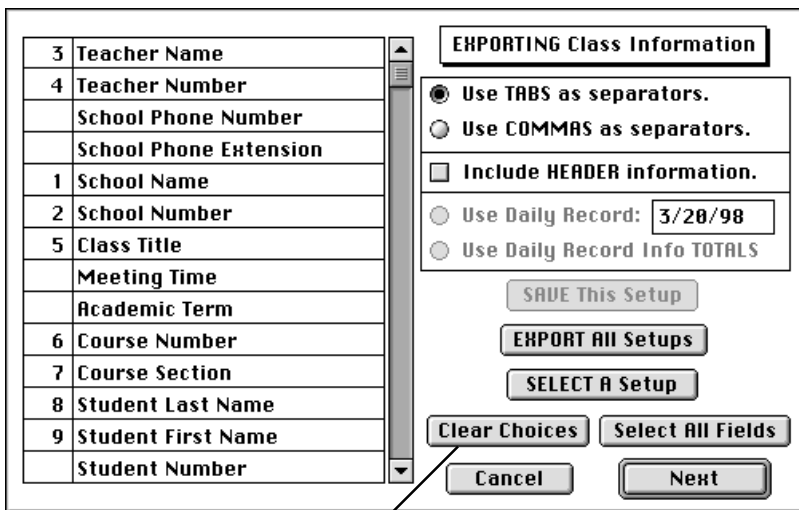 3 Teacher Name
4 Teacher Number
School Phone Number
School Phone Extension
1 School Name
2 School Number
5 Class Title
Meeting Time
Academic Term
6 Course Number
7 Course Section
8 Student Last Name
9 Student First Name
Student Number
EXPORTING Class Information
Use TABS as separators.
Use COMMAS as separators.
Include HEADER information.
Use Daily Record: 3/20/98
Use Daily Record Info TOTALS
SAVE This Setup
EXPORT All Setups
SELECT A Setup
Clear Choices Select All Fields
Cancel Next